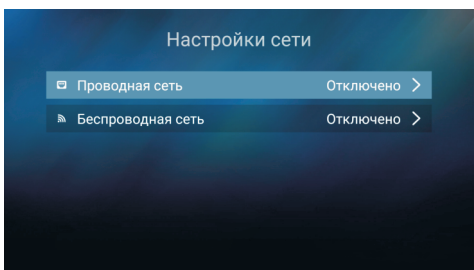 Настройки сети
Проводная сеть Отключено
Беспроводная сеть Отключено